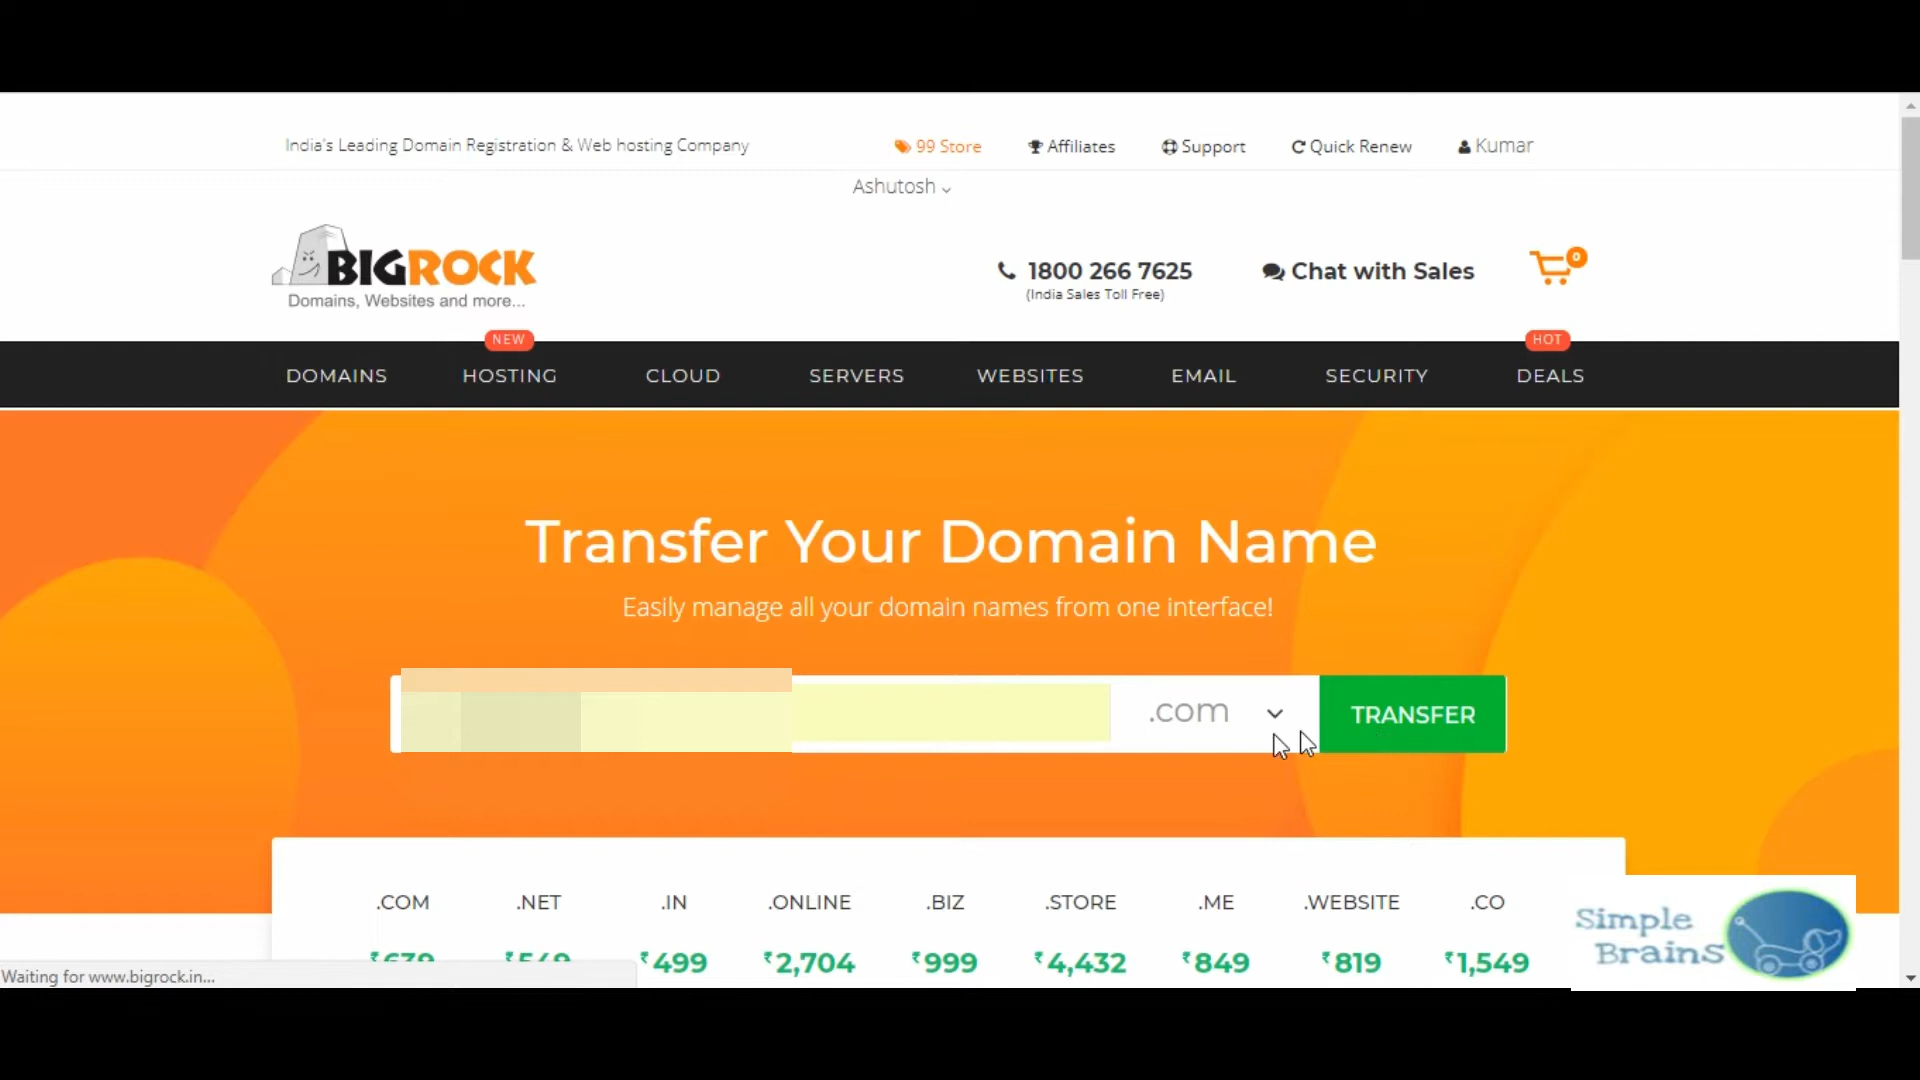 India's Leading Domain Registration & Web hosting Company
99 Store
Affiliates
Support
Quick Renew
Kumar
Ashutosh
BIGROCK
Domains, Websites and more...
1800 266 7625
(India Sales Toll Free)
Chat with Sales
0
NEW
HOT
DOMAINS
HOSTING
CLOUD
SERVERS
WEBSITES
EMAIL
SECURITY
DEALS
Transfer Your Domain Name
Easily manage all your domain names from one interface!
.com
TRANSFER
.COM
.NET
.IN
.ONLINE
.BIZ
.STORE
.ME
.WEBSITE
.CO
₹499
₹2,704
₹999
₹4,432
₹849
₹819
₹1,549
Simple
Brains
Waiting for www.bigrock.in...